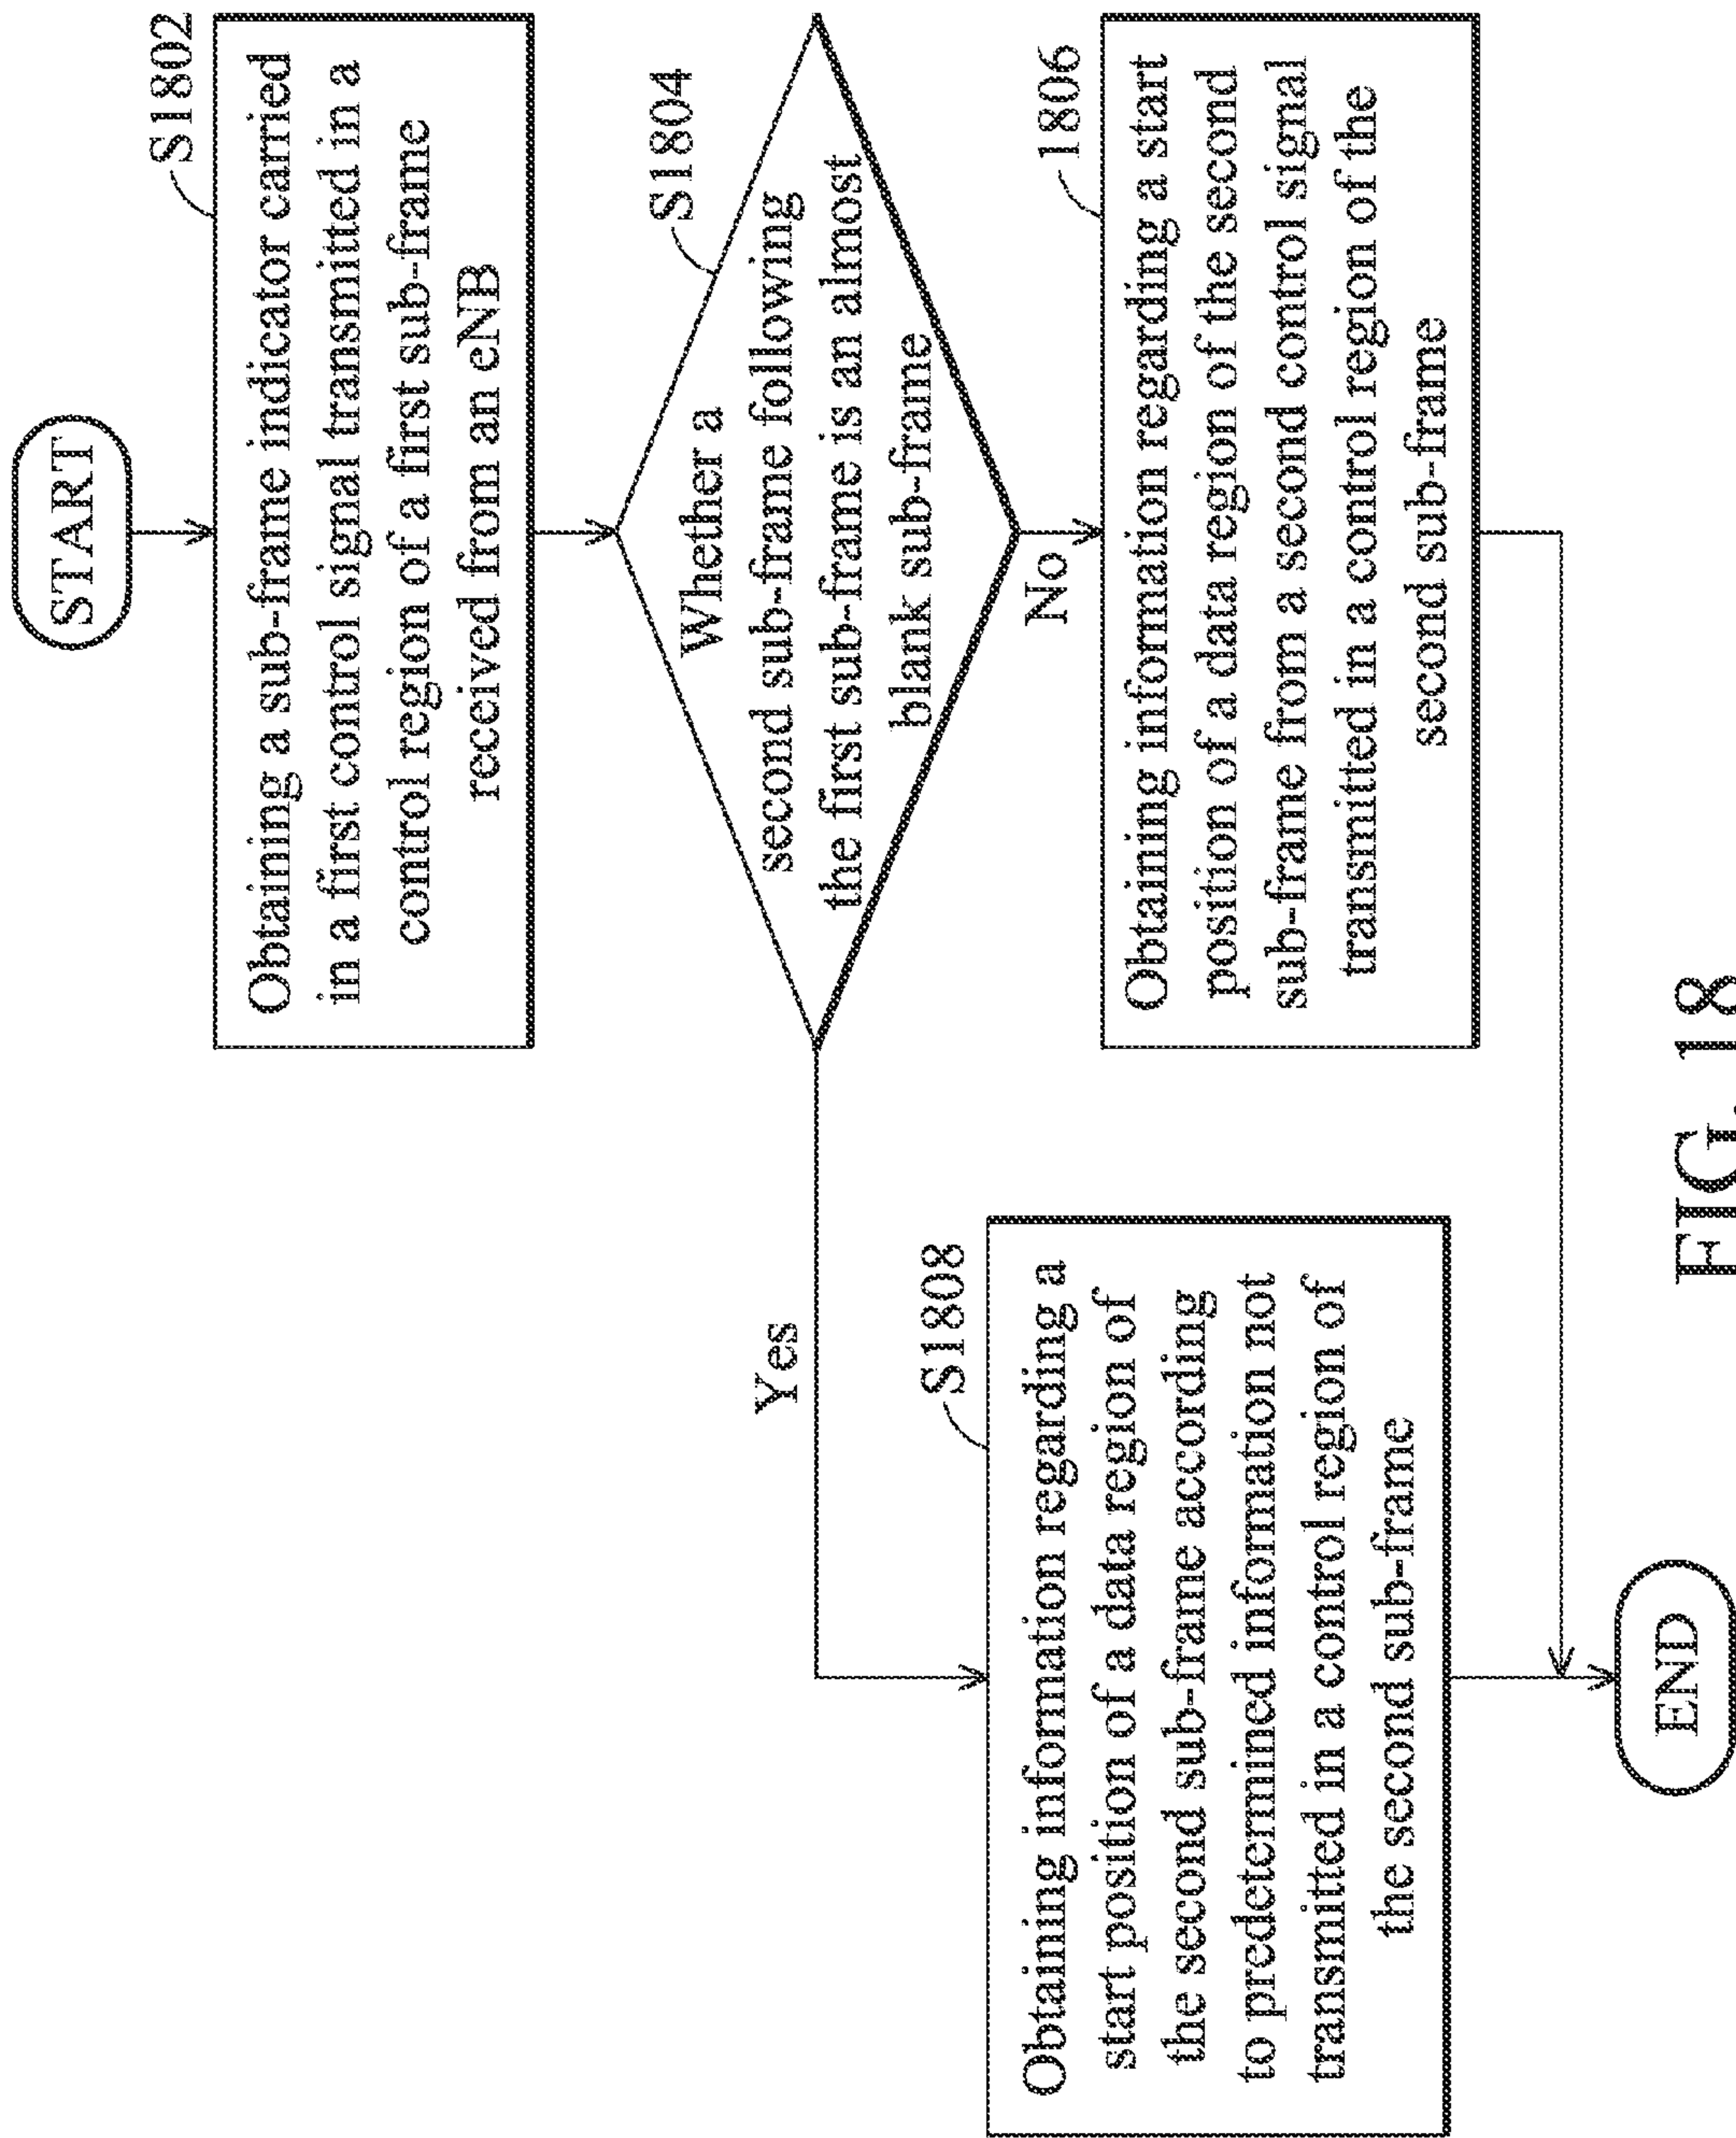 START
S1802
Obtaining a sub-frame indicator carried
in a first control signal transmitted in a
control region of a first sub-frame
received from an eNB
S1804
Whether a
second sub-frame following
the first sub-frame is an almost
blank sub-frame
Yes
No
S1808
Obtaining information regarding a
start position of a data region of
the second sub-frame according
to predetermined information not
transmitted in a control region of
the second sub-frame
1806
Obtaining information regarding a start
position of a data region of the second
sub-frame from a second control signal
transmitted in a control region of the
second sub-frame
END
FIG. 18